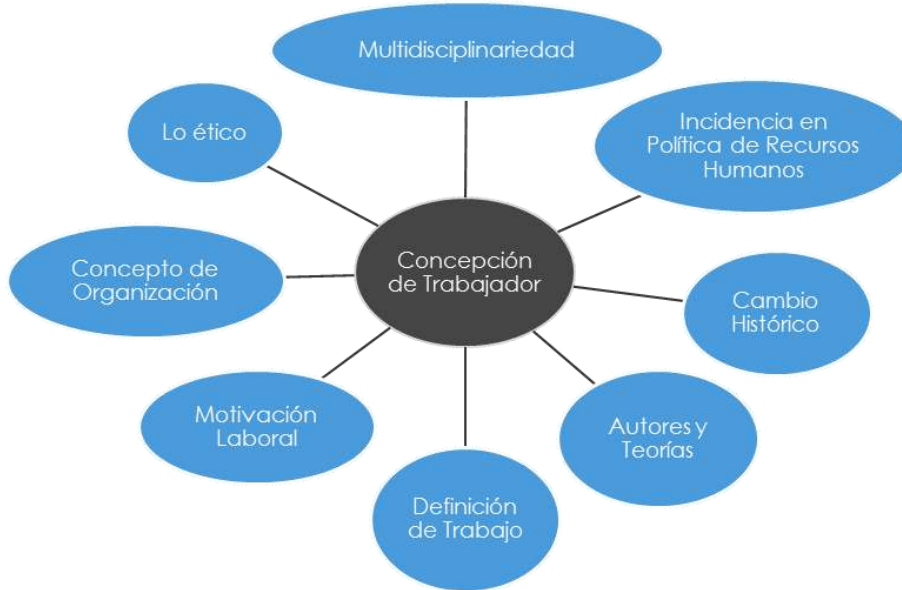 Multidisciplinariedad
Lo ético
Incidencia en
Política de Recursos
Humanos
Concepción
de Trabajador
Concepto de
Organización
Cambio
Histórico
Motivación
Laboral
Autores y
Teorías
Definición
de Trabajo